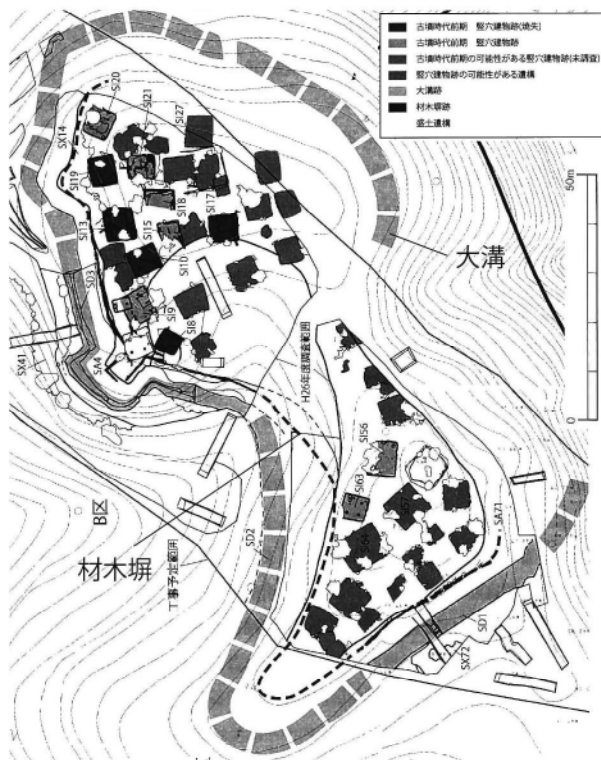 古墳時代前期 竪穴建物跡(焼失)
古墳時代前期 竪穴建物跡
古墳時代前期の可能性がある竪穴建物跡(未調査)
竪穴建物跡の可能性がある遺構
大溝跡
材木塀跡
盛土遺構
50m
0
大溝
材木塀
B区
工事予定範囲
H26年度調査範囲
SI20
SI21
SI27
SX14
SI19
SI18
SI17
SI15
SI13
SI10
SD3
SI9
SI8
SX41
SA4
SD2
SI56
SI63
SA71
SD1
SX72